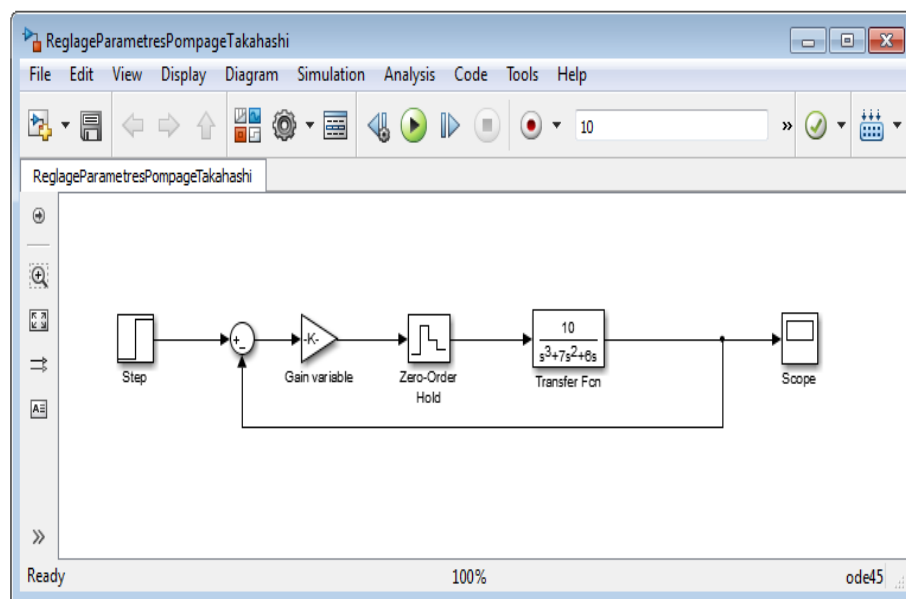 ReglageParametresPompageTakahashi
File Edit View Display Diagram Simulation Analysis Code Tools Help
10 »
ReglageParametresPompageTakahashi
Step
+
-
-K-
Gain variable
Zero-Order
Hold
10
s³+7s²+6s
Transfer Fcn
Scope
A
»
Ready 100% ode45